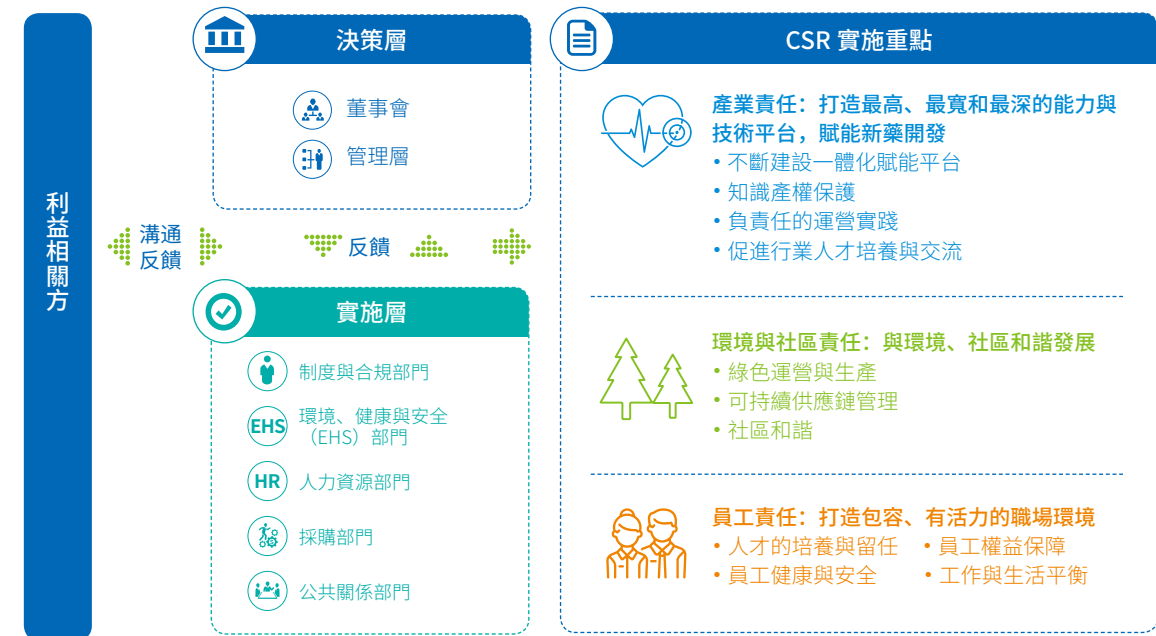 利益相關方
溝通
反饋
決策層
董事會
管理層
反饋
實施層
制度與合規部門
EHS
環境、健康與安全
（EHS）部門
HR
人力資源部門
採購部門
公共關係部門
CSR 實施重點
產業責任：打造最高、最寬和最深的能力與
技術平台，賦能新藥開發
• 不斷建設一體化賦能平台
• 知識產權保護
• 負責任的運營實踐
• 促進行業人才培養與交流
環境與社區責任：與環境、社區和諧發展
• 綠色運營與生產
• 可持續供應鏈管理
• 社區和諧
員工責任：打造包容、有活力的職場環境
• 人才的培養與留任 • 員工權益保障
• 員工健康與安全 • 工作與生活平衡